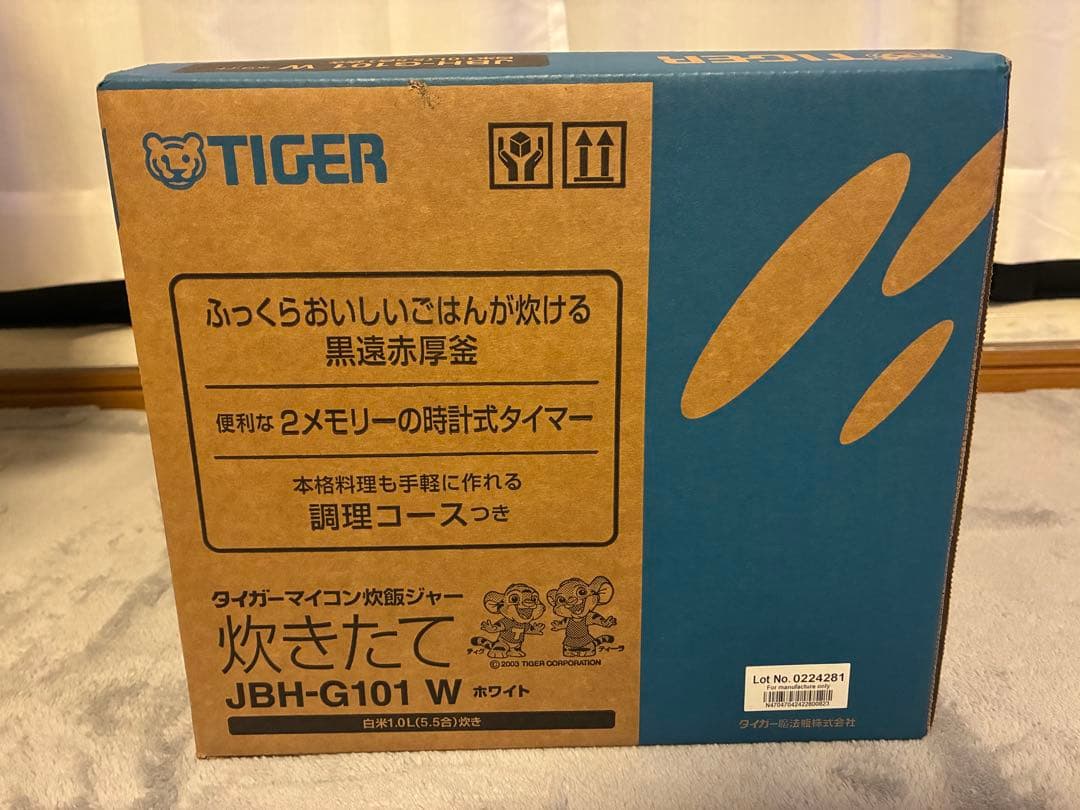 JBH-G101 W
TIGER
TIGER
ふっくらおいしいごはんが炊ける
黒遠赤厚釜
便利な 2メモリーの時計式タイマー
本格料理も手軽に作れる
調理コースつき
タイガーマイコン炊飯ジャー
炊きたて
ティグ
ティーラ
©2003 TIGER CORPORATION
JBH-G101 W ホワイト
白米1.0L(5.5合)炊き
Lot No. 0224281
For manufacture only
N47047042422800823
タイガー魔法瓶株式会社